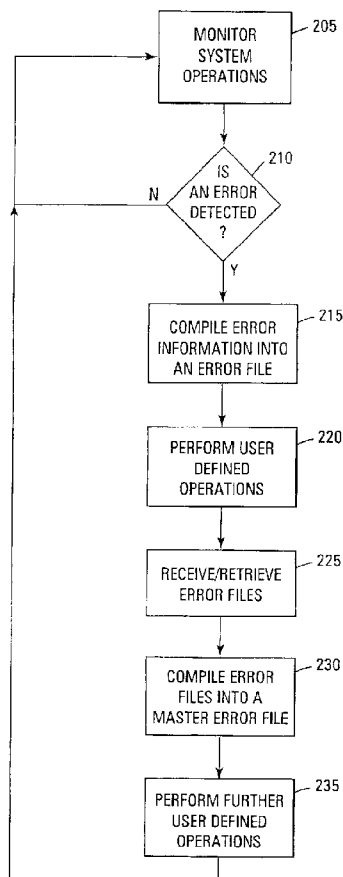 MONITOR
SYSTEM
OPERATIONS
205
IS
AN ERROR
DETECTED
?
210
N
Y
COMPILE ERROR
INFORMATION INTO
AN ERROR FILE
215
PERFORM USER
DEFINED
OPERATIONS
220
RECEIVE/RETRIEVE
ERROR FILES
225
COMPILE ERROR
FILES INTO A
MASTER ERROR FILE
230
PERFORM FURTHER
USER DEFINED
OPERATIONS
235